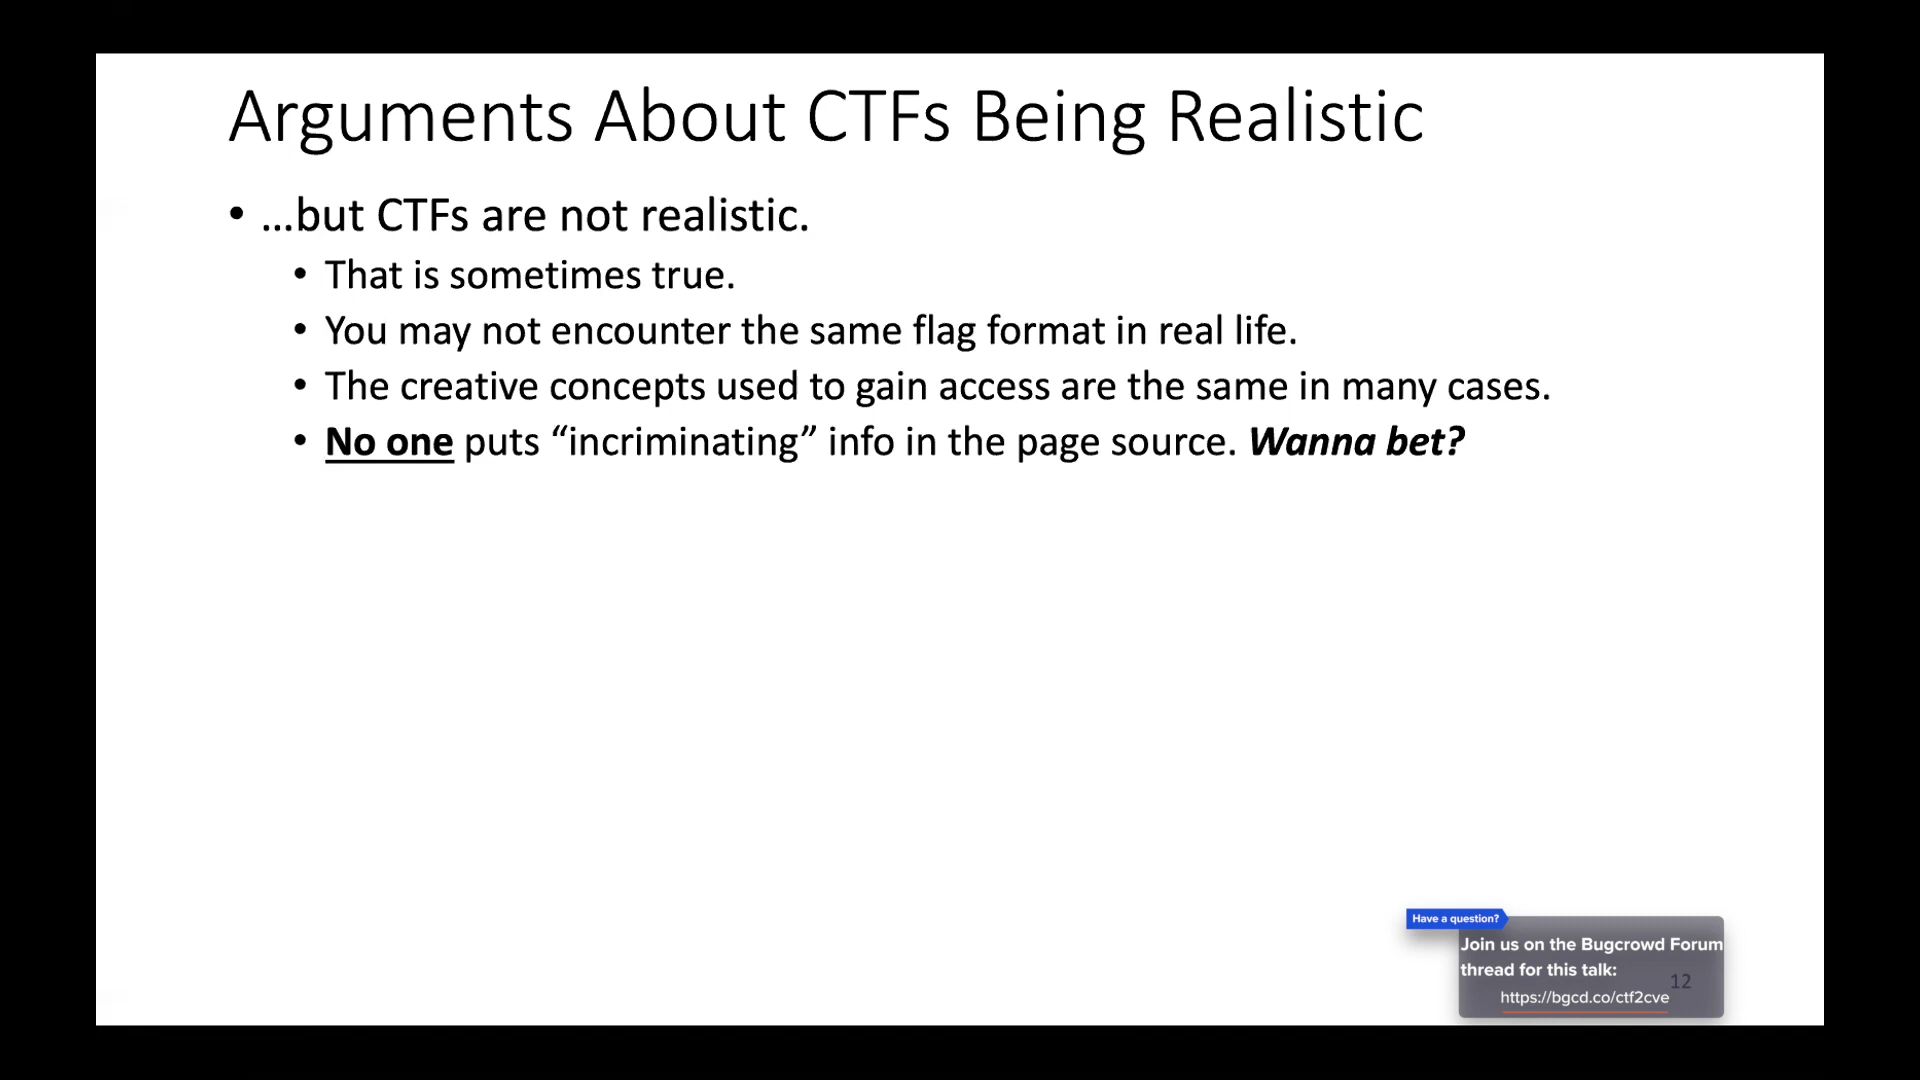 Arguments About CTFs Being Realistic
• …but CTFs are not realistic.
• That is sometimes true.
• You may not encounter the same flag format in real life.
• The creative concepts used to gain access are the same in many cases.
• No one puts “incriminating” info in the page source. Wanna bet?
Have a question?
Join us on the Bugcrowd Forum
thread for this talk:
12
https://bgcd.co/ctf2cve